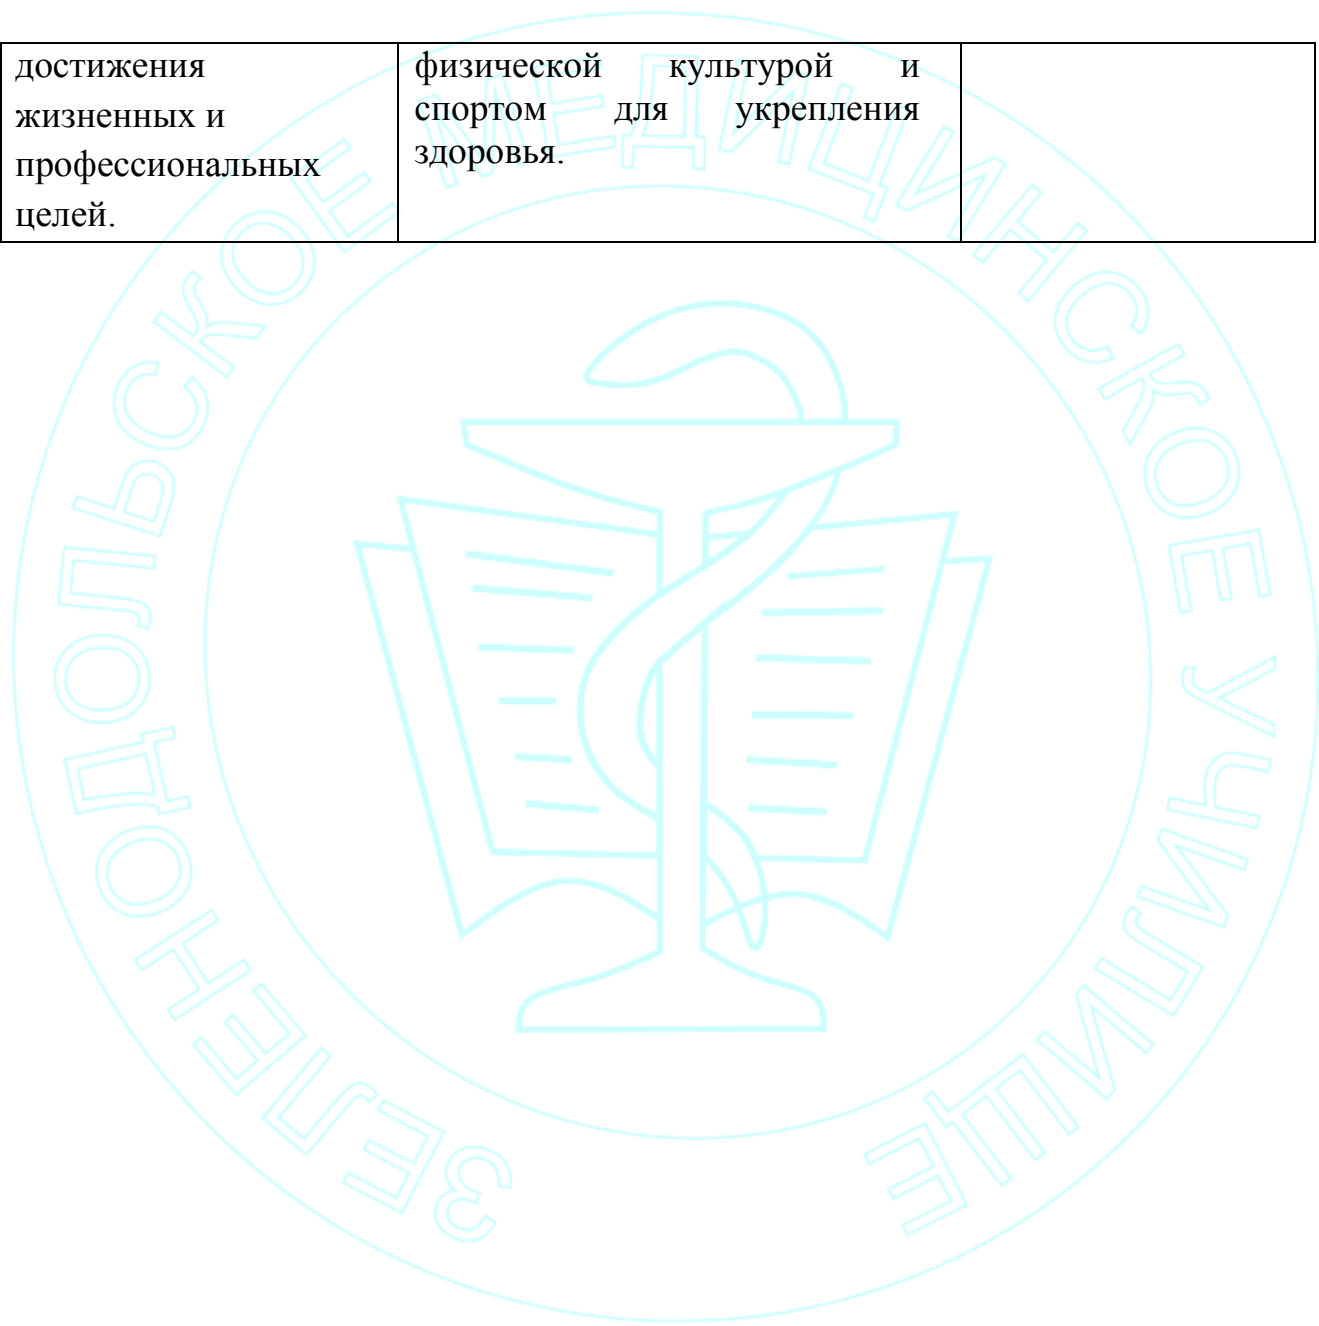 достижения
жизненных и
профессиональных
целей.
физической культурой и
спортом для укрепления
здоровья.
ЗЕЛЕНОДОЛЬСКОЕ МЕДИЦИНСКОЕ УЧИЛИЩЕ